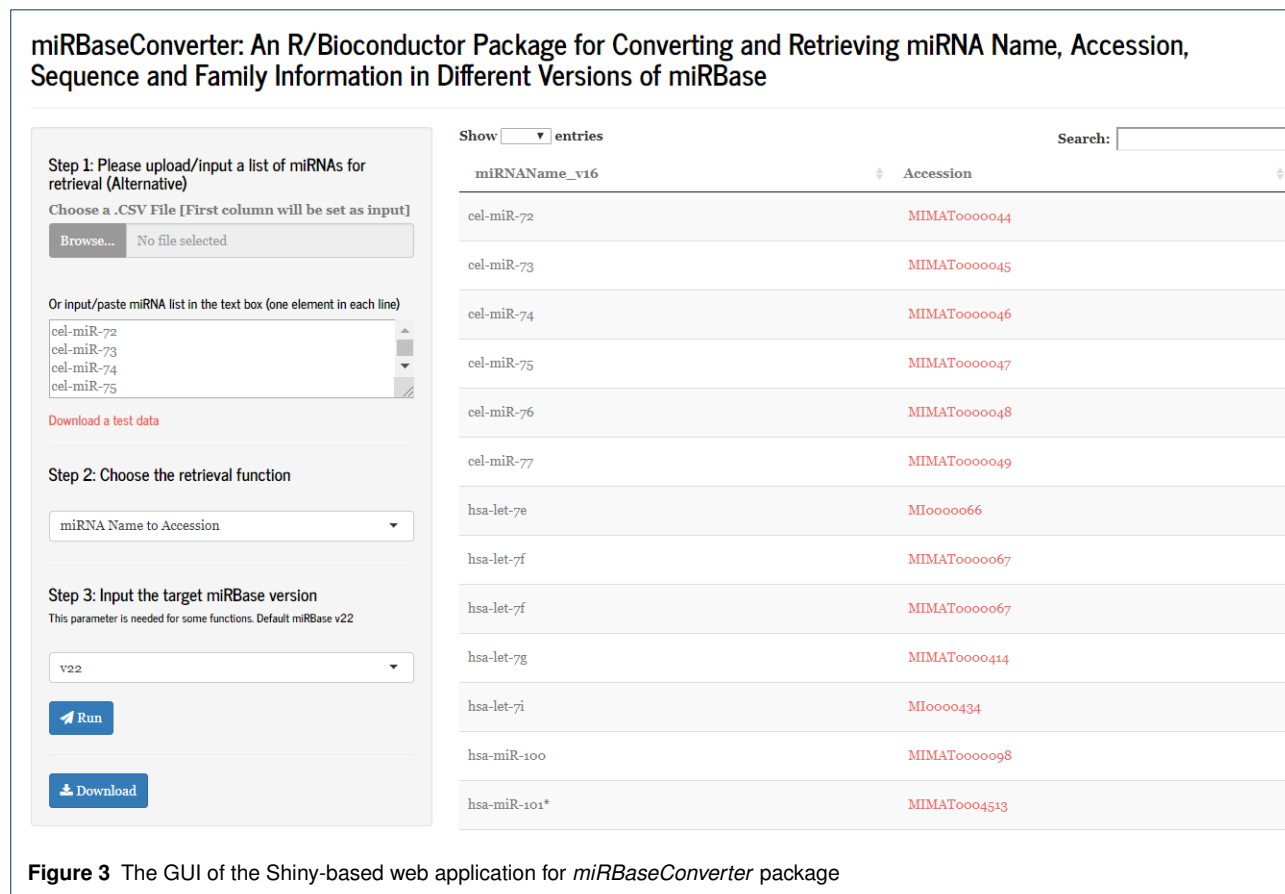 miRBaseConverter: An R/Bioconductor Package for Converting and Retrieving miRNA Name, Accession,
Sequence and Family Information in Different Versions of miRBase
Step 1: Please upload/input a list of miRNAs for
retrieval (Alternative)
Choose a .CSV File [First column will be set as input]
Browse... No file selected
Or input/paste miRNA list in the text box (one element in each line)
cel-miR-72
cel-miR-73
cel-miR-74
cel-miR-75
Download a test data
Step 2: Choose the retrieval function
miRNA Name to Accession
Step 3: Input the target miRBase version
This parameter is needed for some functions. Default miRBase v22
v22
Run
Download
Show entries Search:
miRNAName_v16 Accession
cel-miR-72 MIMAT0000044
cel-miR-73 MIMAT0000045
cel-miR-74 MIMAT0000046
cel-miR-75 MIMAT0000047
cel-miR-76 MIMAT0000048
cel-miR-77 MIMAT0000049
hsa-let-7e MI0000066
hsa-let-7f MIMAT0000067
hsa-let-7f MIMAT0000067
hsa-let-7g MIMAT0000414
hsa-let-7i MI0000434
hsa-miR-100 MIMAT0000098
hsa-miR-101* MIMAT0004513
Figure 3 The GUI of the Shiny-based web application for miRBaseConverter package